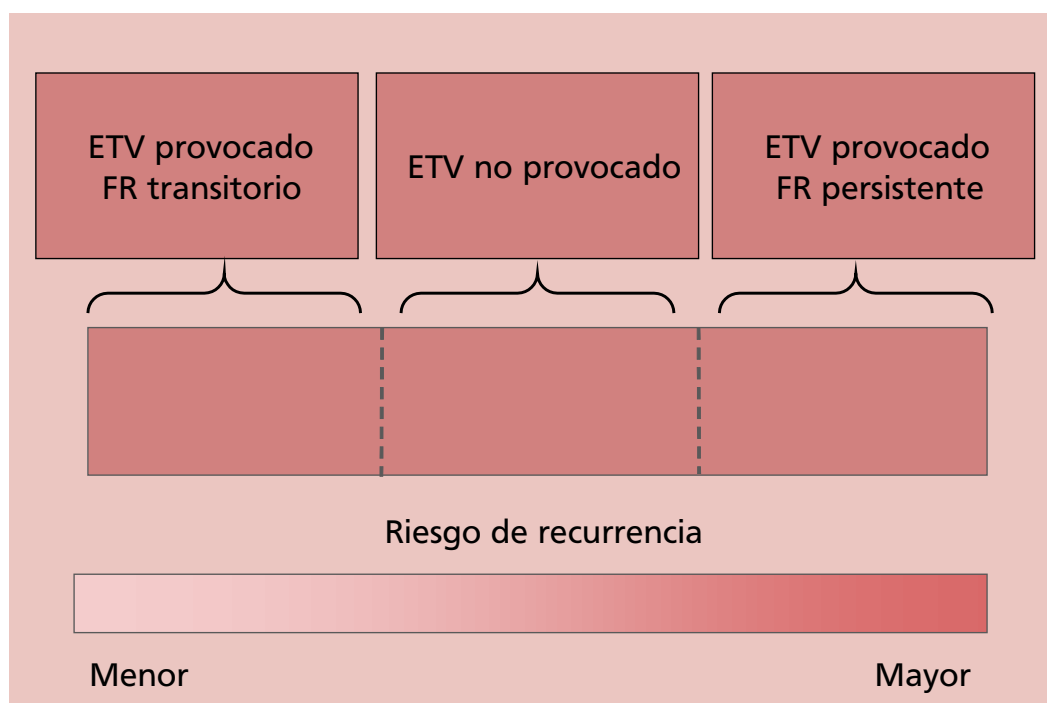 ETV provocado
FR transitorio
ETV no provocado
ETV provocado
FR persistente
Riesgo de recurrencia
Menor
Mayor